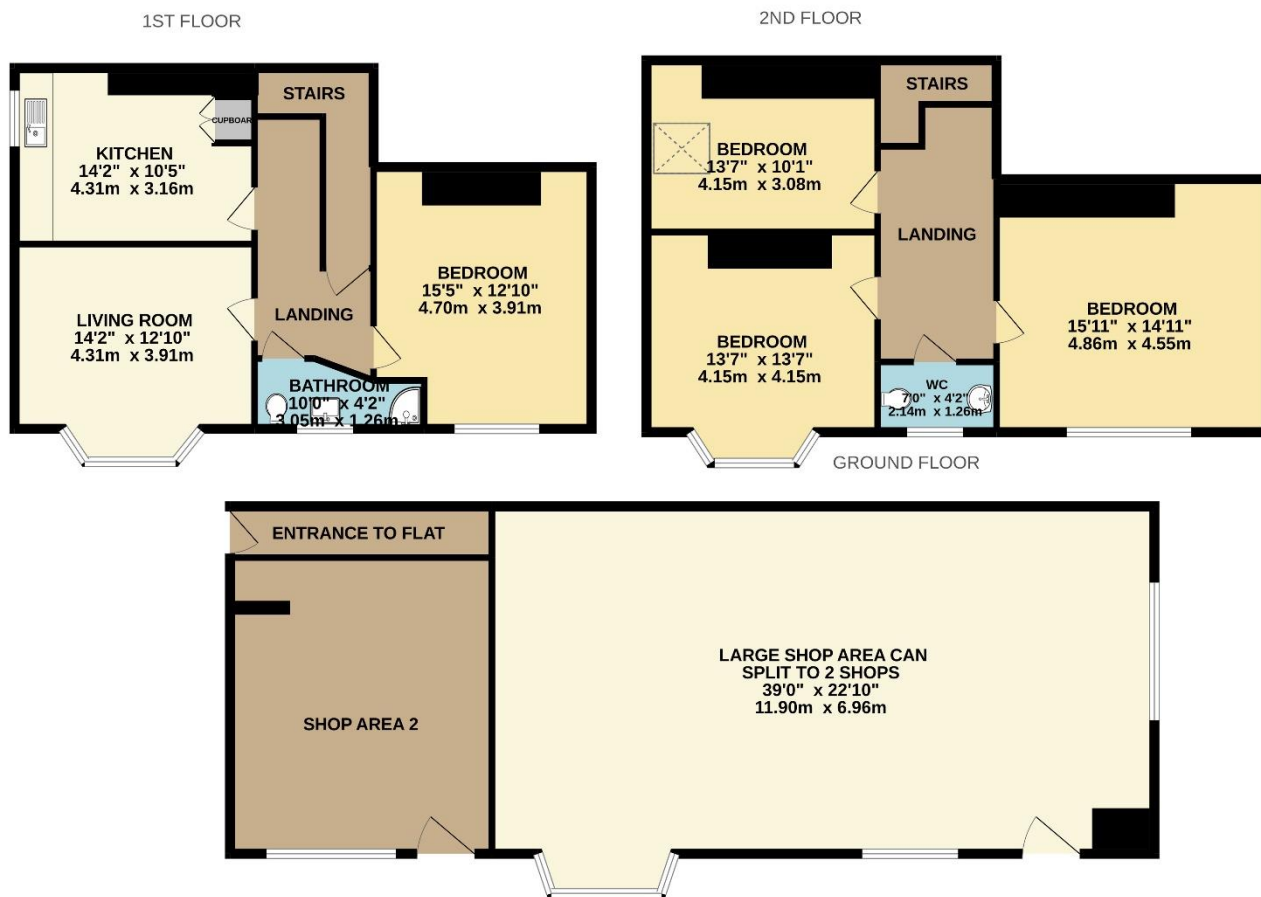 1ST FLOOR
STAIRS
CUPBOAR
KITCHEN
14'2" x 10'5"
4.31m x 3.16m
BEDROOM
15'5" x 12'10"
4.70m x 3.91m
LIVING ROOM
14'2" x 12'10"
4.31m x 3.91m
LANDING
BATHROOM
10'0" x 4'2"
3.05m x 1.26m
2ND FLOOR
STAIRS
BEDROOM
13'7" x 10'1"
4.15m x 3.08m
LANDING
BEDROOM
13'7" x 13'7"
4.15m x 4.15m
BEDROOM
15'11" x 14'11"
4.86m x 4.55m
WC
7'0" x 4'2"
2.14m x 1.26m
GROUND FLOOR
ENTRANCE TO FLAT
SHOP AREA 2
LARGE SHOP AREA CAN
SPLIT TO 2 SHOPS
39'0" x 22'10"
11.90m x 6.96m